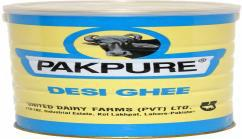 PAKPURE®
DESI GHEE
UNITED DAIRY FARMS (PVT) LTD.
Industrial Estate, Kot Lakhpat, Lahore-Pakistan